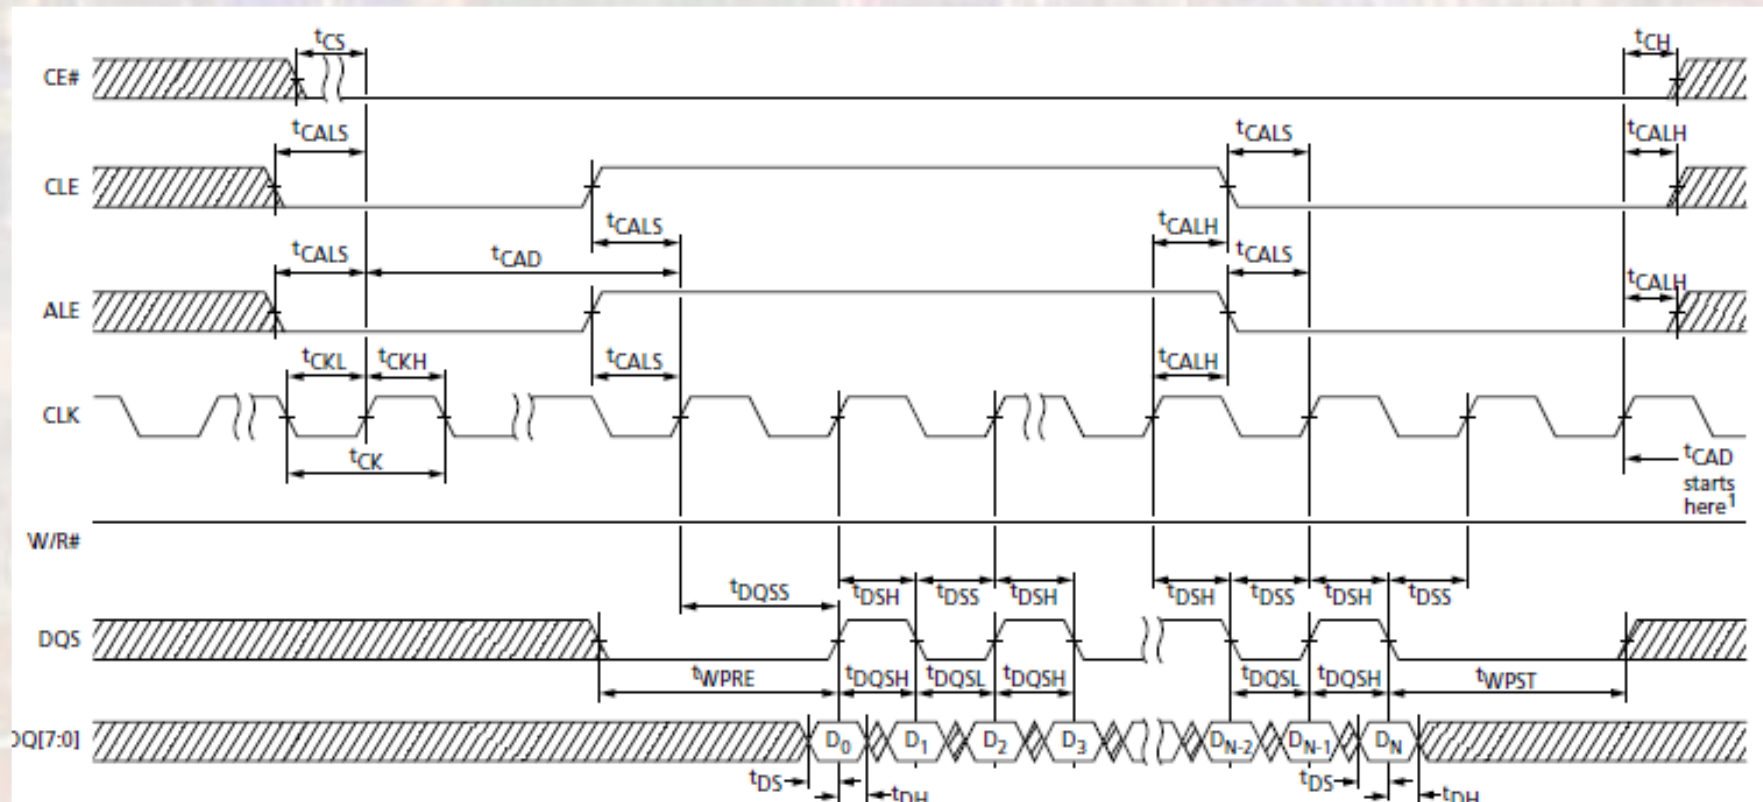 tCS tCH
CE#
tCALS tCALS tCALH
CLE
tCALS tCALH
tCALS tCAD tCALS
tCALH
ALE
tCKL tCKH tCALS tCALH
CLK
tCK tCAD
starts
here1
W/R#
tDQSS tDSH tDSS tDSH tDSH tDSS tDSH tDSS
DQS
tWPRE tDQSH tDQSL tDQSH tDQSL tDQSH tWPST
DQ[7:0] D0 D1 D2 D3 DN-2 DN-1 DN
tDS tDS
tDH tDH